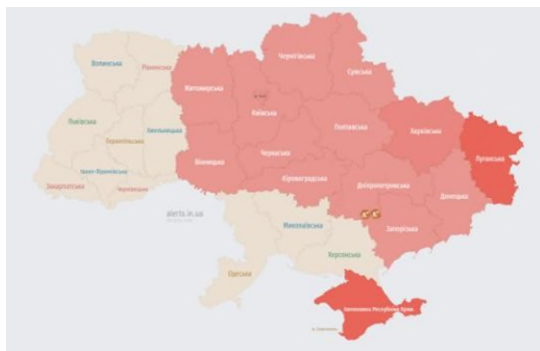 Чернігівська
Волинська
Рівненська
Сумська
Житомирська
Київська
Львівська
Хмельницька
Полтавська
Харківська
Тернопільська
Черкаська
Луганська
Вінницька
Івано-Франківська
Кіровоградська
Дніпропетровська
Закарпатська
Чернівецька
Донецька
alerts.in.ua
Миколаївська
Запорізька
Херсонська
Одеська
Автономна Республіка Крим